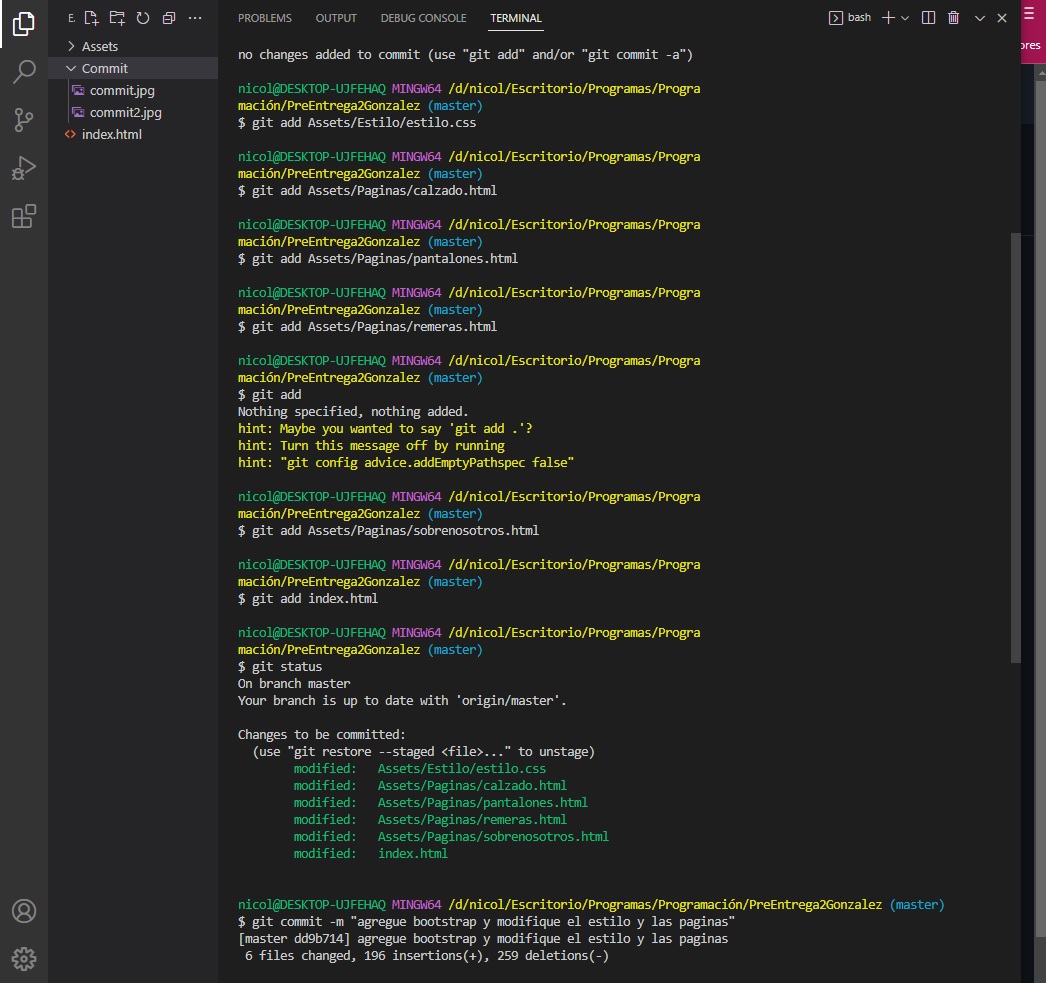 E.
PROBLEMS
OUTPUT
DEBUG CONSOLE
TERMINAL
bash
Assets
Commit
commit.jpg
commit2.jpg
index.html
ores
no changes added to commit (use "git add" and/or "git commit -a")
nicol@DESKTOP-UJFEHAQ MINGW64 /d/nicol/Escritorio/Programas/Progra
mación/PreEntrega2Gonzalez (master)
$ git add Assets/Estilo/estilo.css
nicol@DESKTOP-UJFEHAQ MINGW64 /d/nicol/Escritorio/Programas/Progra
mación/PreEntrega2Gonzalez (master)
$ git add Assets/Paginas/calzado.html
nicol@DESKTOP-UJFEHAQ MINGW64 /d/nicol/Escritorio/Programas/Progra
mación/PreEntrega2Gonzalez (master)
$ git add Assets/Paginas/pantalones.html
nicol@DESKTOP-UJFEHAQ MINGW64 /d/nicol/Escritorio/Programas/Progra
mación/PreEntrega2Gonzalez (master)
$ git add Assets/Paginas/remeras.html
nicol@DESKTOP-UJFEHAQ MINGW64 /d/nicol/Escritorio/Programas/Progra
mación/PreEntrega2Gonzalez (master)
$ git add
Nothing specified, nothing added.
hint: Maybe you wanted to say 'git add .'?
hint: Turn this message off by running
hint: "git config advice.addEmptyPathspec false"
nicol@DESKTOP-UJFEHAQ MINGW64 /d/nicol/Escritorio/Programas/Progra
mación/PreEntrega2Gonzalez (master)
$ git add Assets/Paginas/sobrenosotros.html
nicol@DESKTOP-UJFEHAQ MINGW64 /d/nicol/Escritorio/Programas/Progra
mación/PreEntrega2Gonzalez (master)
$ git add index.html
nicol@DESKTOP-UJFEHAQ MINGW64 /d/nicol/Escritorio/Programas/Progra
mación/PreEntrega2Gonzalez (master)
$ git status
On branch master
Your branch is up to date with 'origin/master'.
Changes to be committed:
(use "git restore --staged <file>..." to unstage)
modified:   Assets/Estilo/estilo.css
modified:   Assets/Paginas/calzado.html
modified:   Assets/Paginas/pantalones.html
modified:   Assets/Paginas/remeras.html
modified:   Assets/Paginas/sobrenosotros.html
modified:   index.html
nicol@DESKTOP-UJFEHAQ MINGW64 /d/nicol/Escritorio/Programas/Programación/PreEntrega2Gonzalez (master)
$ git commit -m "agregue bootstrap y modifique el estilo y las paginas"
[master dd9b714] agregue bootstrap y modifique el estilo y las paginas
6 files changed, 196 insertions(+), 259 deletions(-)